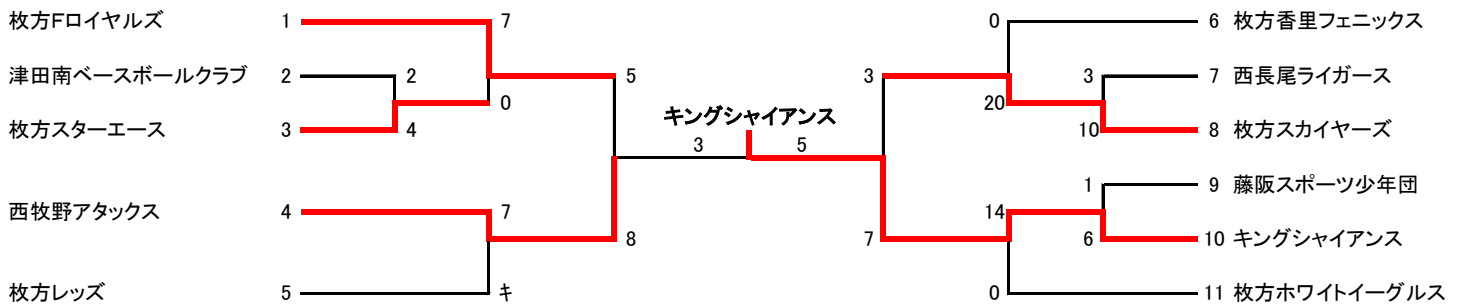 枚方Fロイヤルズ 1 7 0 6 枚方香里フェニックス
津田南ベースボールクラブ 2 2 5 3 3 7 西長尾ライガース
0 20
枚方スターエース 3 4 キングシャイアンス 10 8 枚方スカイヤーズ
3 5
1 9 藤阪スポーツ少年団
西牧野アタックス 4 7 14
8 7 6 10 キングシャイアンス
枚方レッズ 5 キ 0 11 枚方ホワイトイーグルス